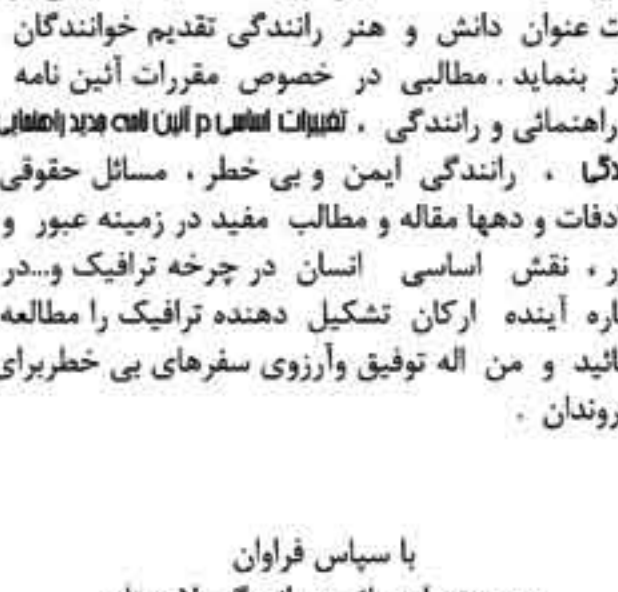 ت عنوان دانش و هنر رانندگی تقدیم خوانندگان
ز بنماید . مطالبی در خصوص مقررات آئین نامه
راهنمائی و رانندگی ، تغییرات اساسی در آئین نامه جدید راهنمایی
، رانندگی ایمن و بی خطر ، مسائل حقوقی
ادفات و دهها مقاله و مطالب مفید در زمینه عبور و
ر ، نقش اساسی انسان در چرخه ترافیک و...در
اره آینده ارکان تشکیل دهنده ترافیک را مطالعه
ائید و من اله توفیق وآرزوی سفرهای بی خطربرای
روندان .
با سپاس فراوان